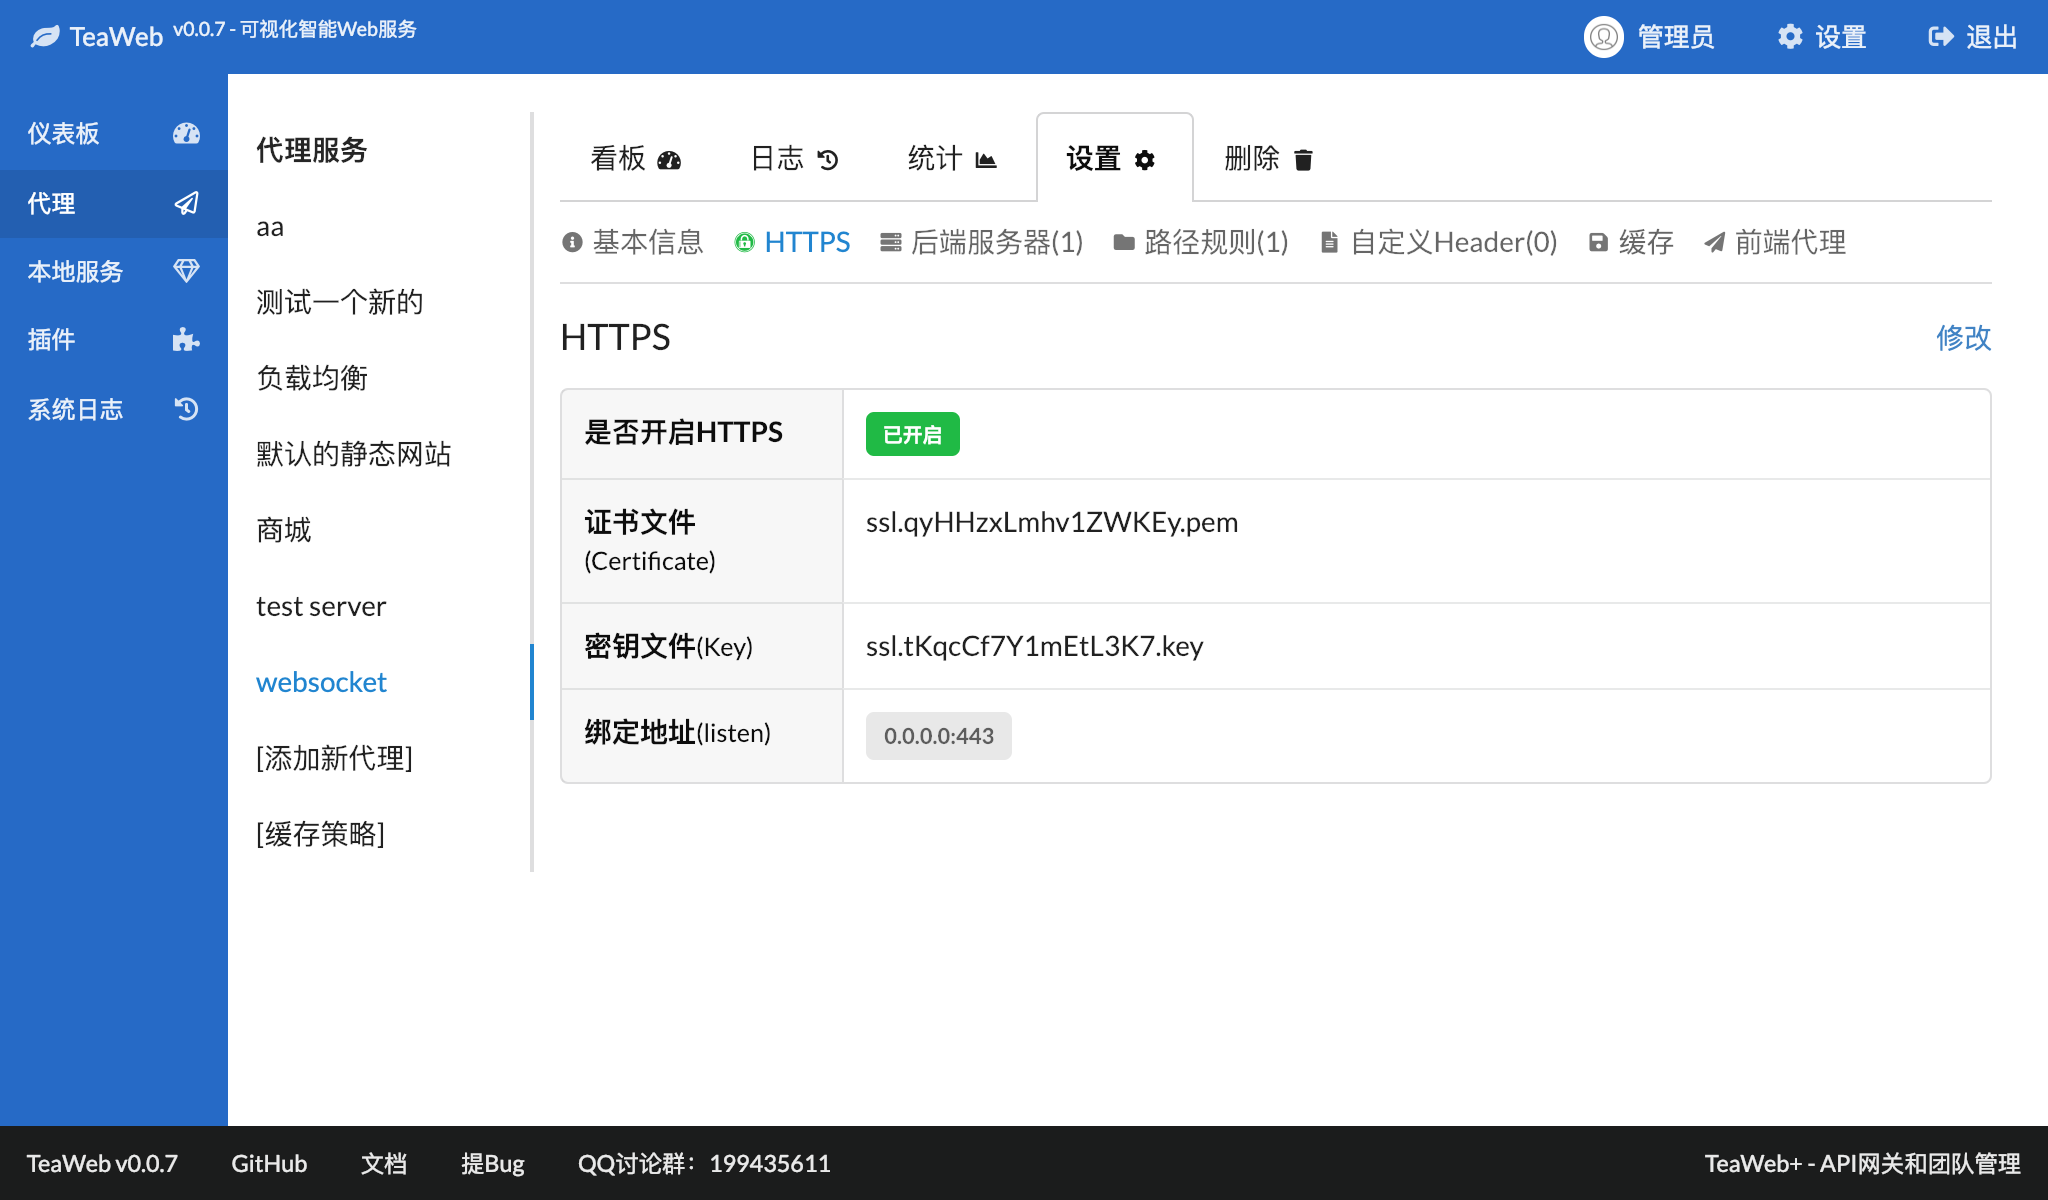 TeaWeb v0.0.7 - 可视化智能Web服务
管理员 设置 退出
仪表板
代理
本地服务
插件
系统日志
代理服务
aa
测试一个新的
负载均衡
默认的静态网站
商城
test server
websocket
[添加新代理]
[缓存策略]
看板 日志 统计 设置 删除
基本信息 HTTPS 后端服务器(1) 路径规则(1) 自定义Header(0) 缓存 前端代理
HTTPS 修改
是否开启HTTPS 已开启
证书文件 ssl.qyHHzxLmhv1ZWKEy.pem
(Certificate)
密钥文件(Key) ssl.tKqcCf7Y1mEtL3K7.key
绑定地址(listen) 0.0.0.0:443
TeaWeb v0.0.7 GitHub 文档 提Bug QQ讨论群：199435611 TeaWeb+ - API网关和团队管理